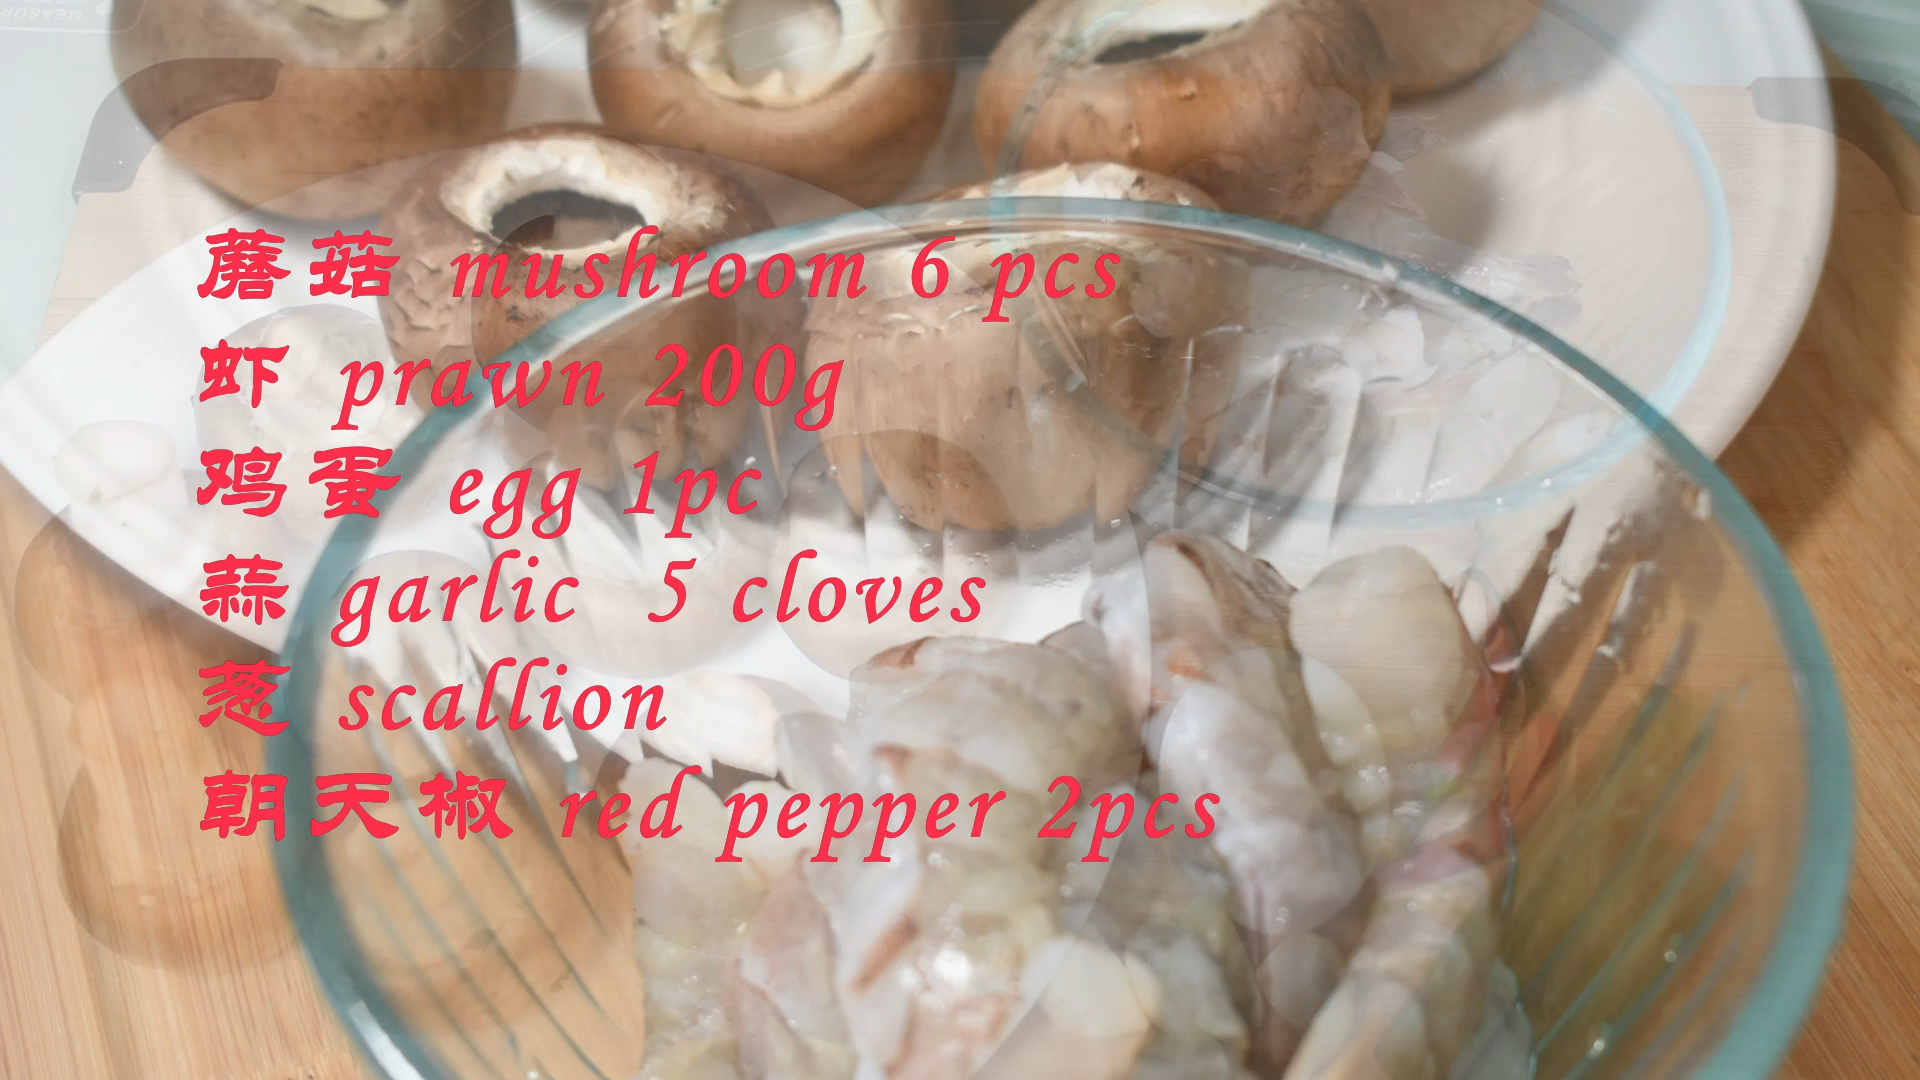 蘑菇 mushroom 6 pcs
虾 prawn 200g
鸡蛋 egg 1pc
蒜 garlic 5 cloves
葱 scallion
朝天椒 red pepper 2pcs